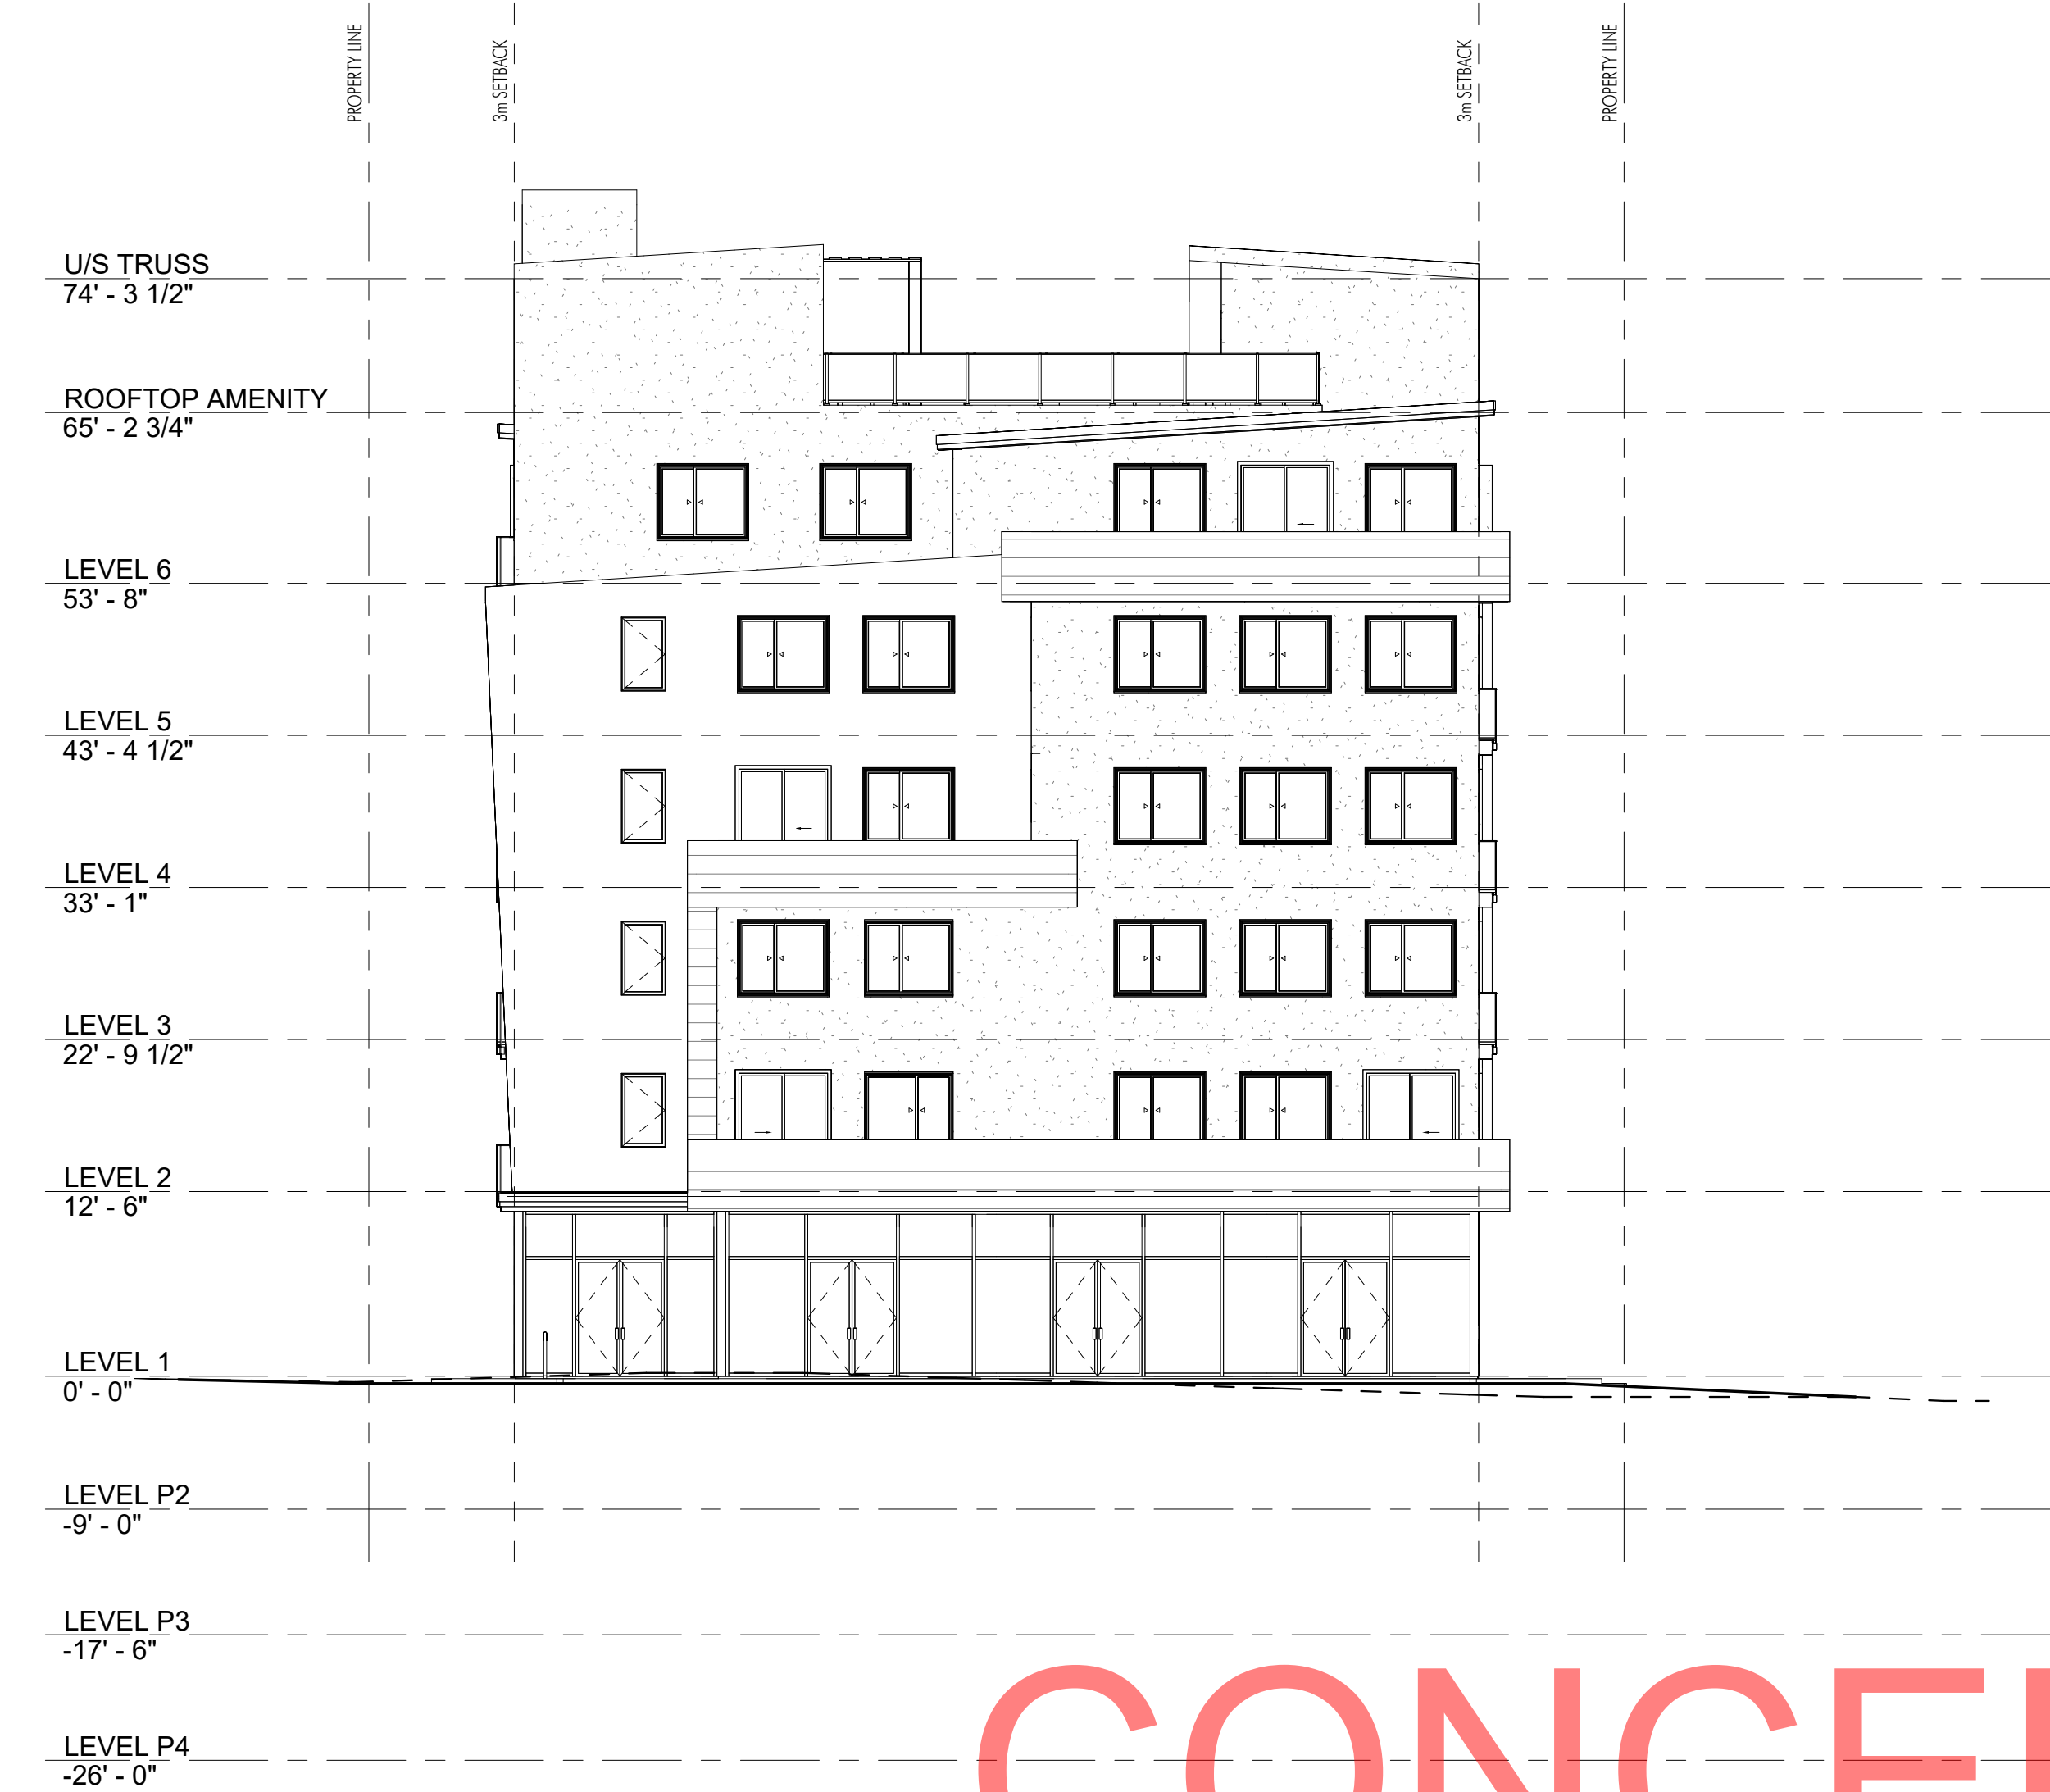 PROPERTY LINE
3m SETBACK
3m SETBACK
PROPERTY LINE
U/S TRUSS
74' - 3 1/2"
ROOFTOP AMENITY
65' - 2 3/4"
LEVEL 6
53' - 8"
LEVEL 5
43' - 4 1/2"
LEVEL 4
33' - 1"
LEVEL 3
22' - 9 1/2"
LEVEL 2
12' - 6"
LEVEL 1
0' - 0"
LEVEL P2
-9' - 0"
LEVEL P3
-17' - 6"
LEVEL P4
-26' - 0"